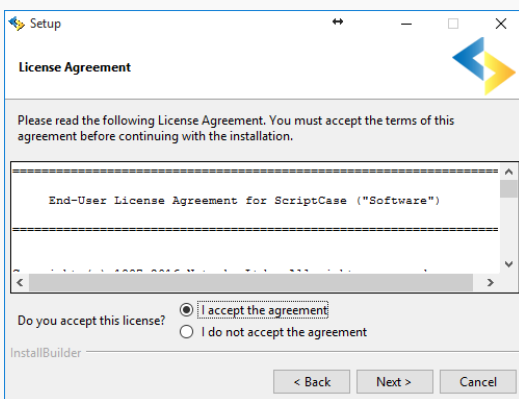 Setup
License Agreement
Please read the following License Agreement. You must accept the terms of this
agreement before continuing with the installation.
End-User License Agreement for ScriptCase ("Software")
Do you accept this license?
I accept the agreement
I do not accept the agreement
InstallBuilder
< Back
Next >
Cancel